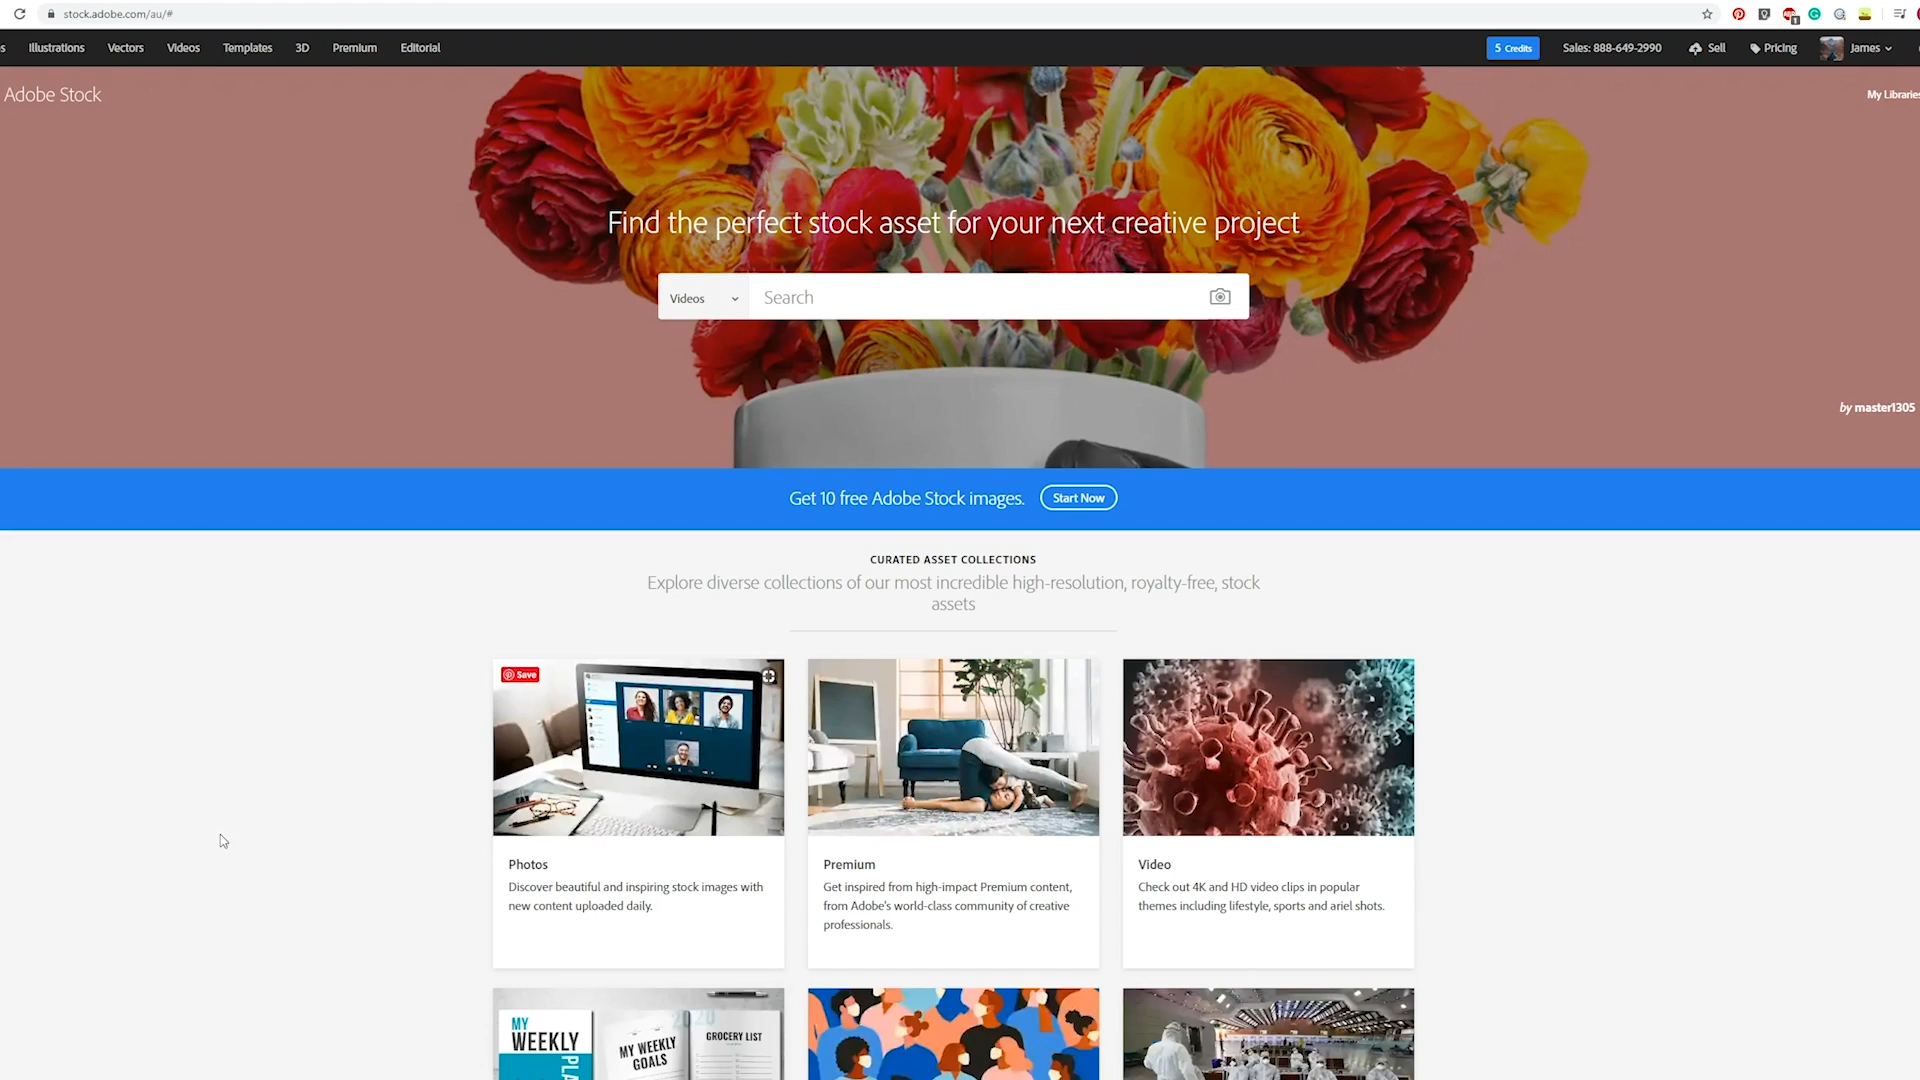 stock.adobe.com/au/#
s Illustrations Vectors Videos Templates 3D Premium Editorial
5 Credits Sales: 888-649-2990 Sell Pricing James
Adobe Stock
My Libraries
Find the perfect stock asset for your next creative project
Videos Search
by master1305
Get 10 free Adobe Stock images. Start Now
CURATED ASSET COLLECTIONS
Explore diverse collections of our most incredible high-resolution, royalty-free, stock
assets
Save
Photos
Discover beautiful and inspiring stock images with
new content uploaded daily.
Premium
Get inspired from high-impact Premium content,
from Adobe's world-class community of creative
professionals.
Video
Check out 4K and HD video clips in popular
themes including lifestyle, sports and ariel shots.
MY
WEEKLY
PLA
MY WEEKLY
GOALS
2020
GROCERY LIST